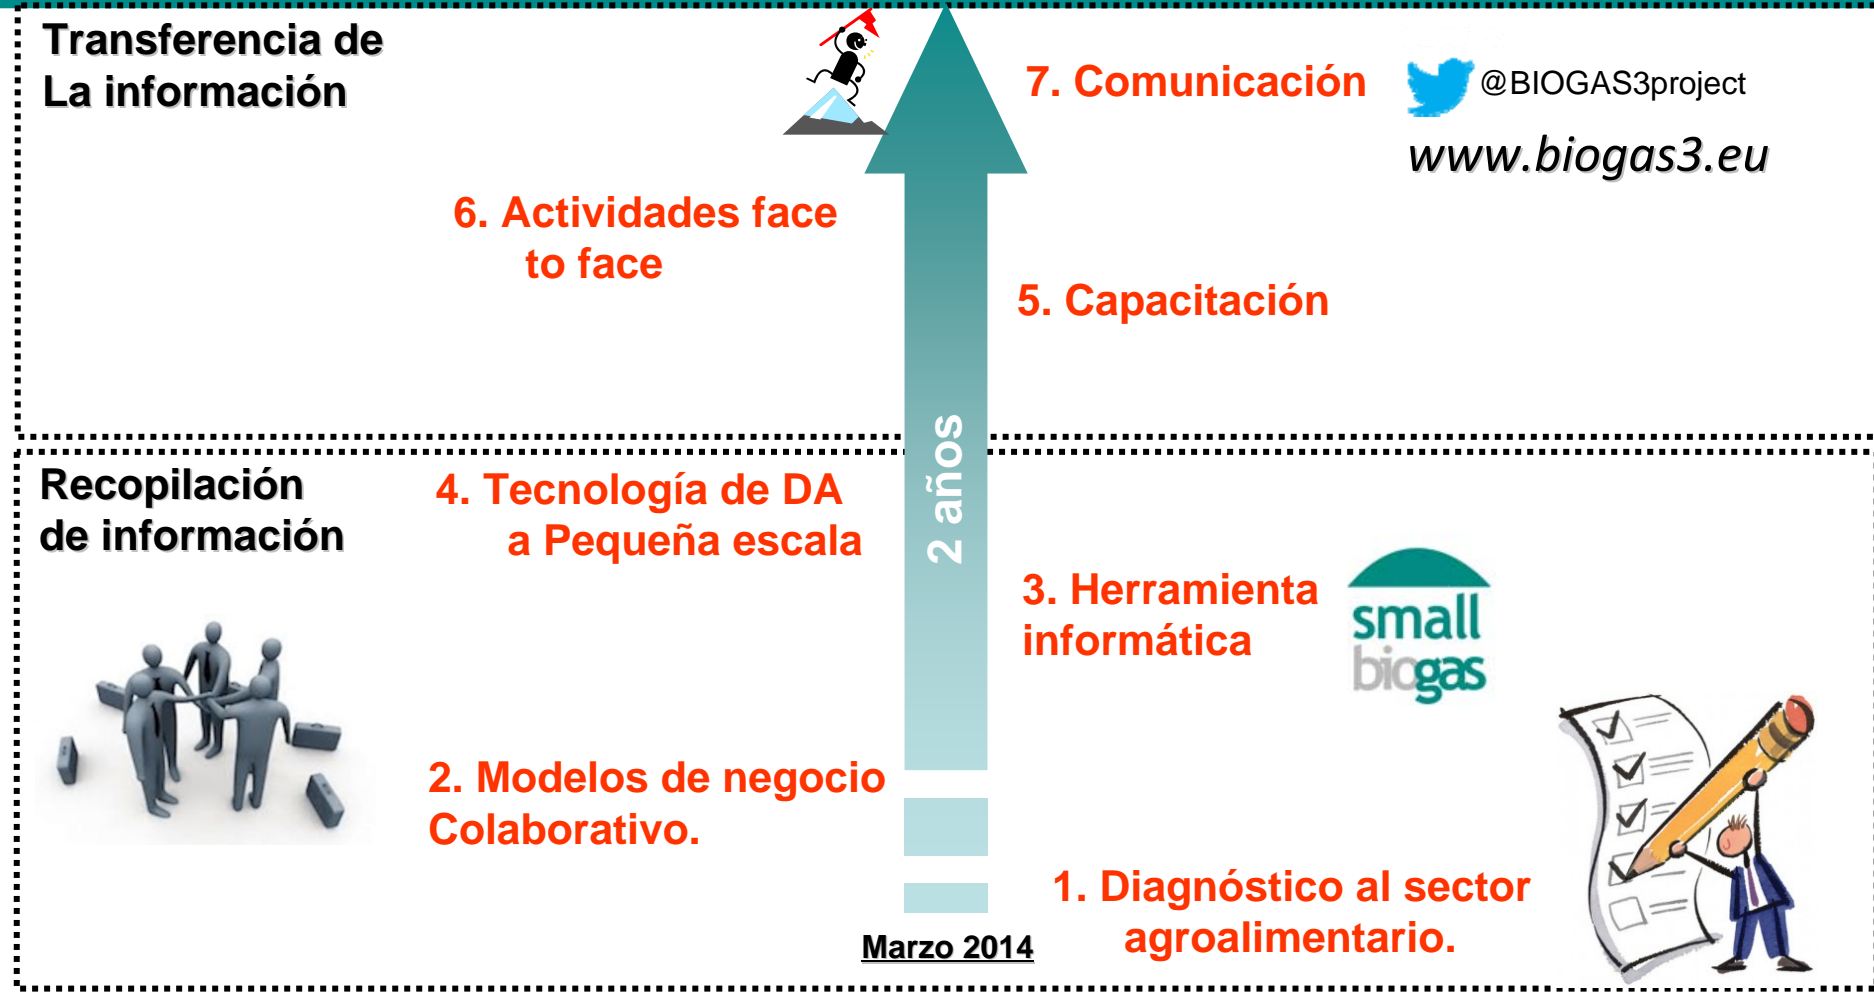 Transferencia de
La información
7. Comunicación
@BIOGAS3project
www.biogas3.eu
6. Actividades face
to face
5. Capacitación
2 años
Recopilación
de información
4. Tecnología de DA
a Pequeña escala
3. Herramienta
informática
small
biogas
2. Modelos de negocio
Colaborativo.
1. Diagnóstico al sector
agroalimentario.
Marzo 2014